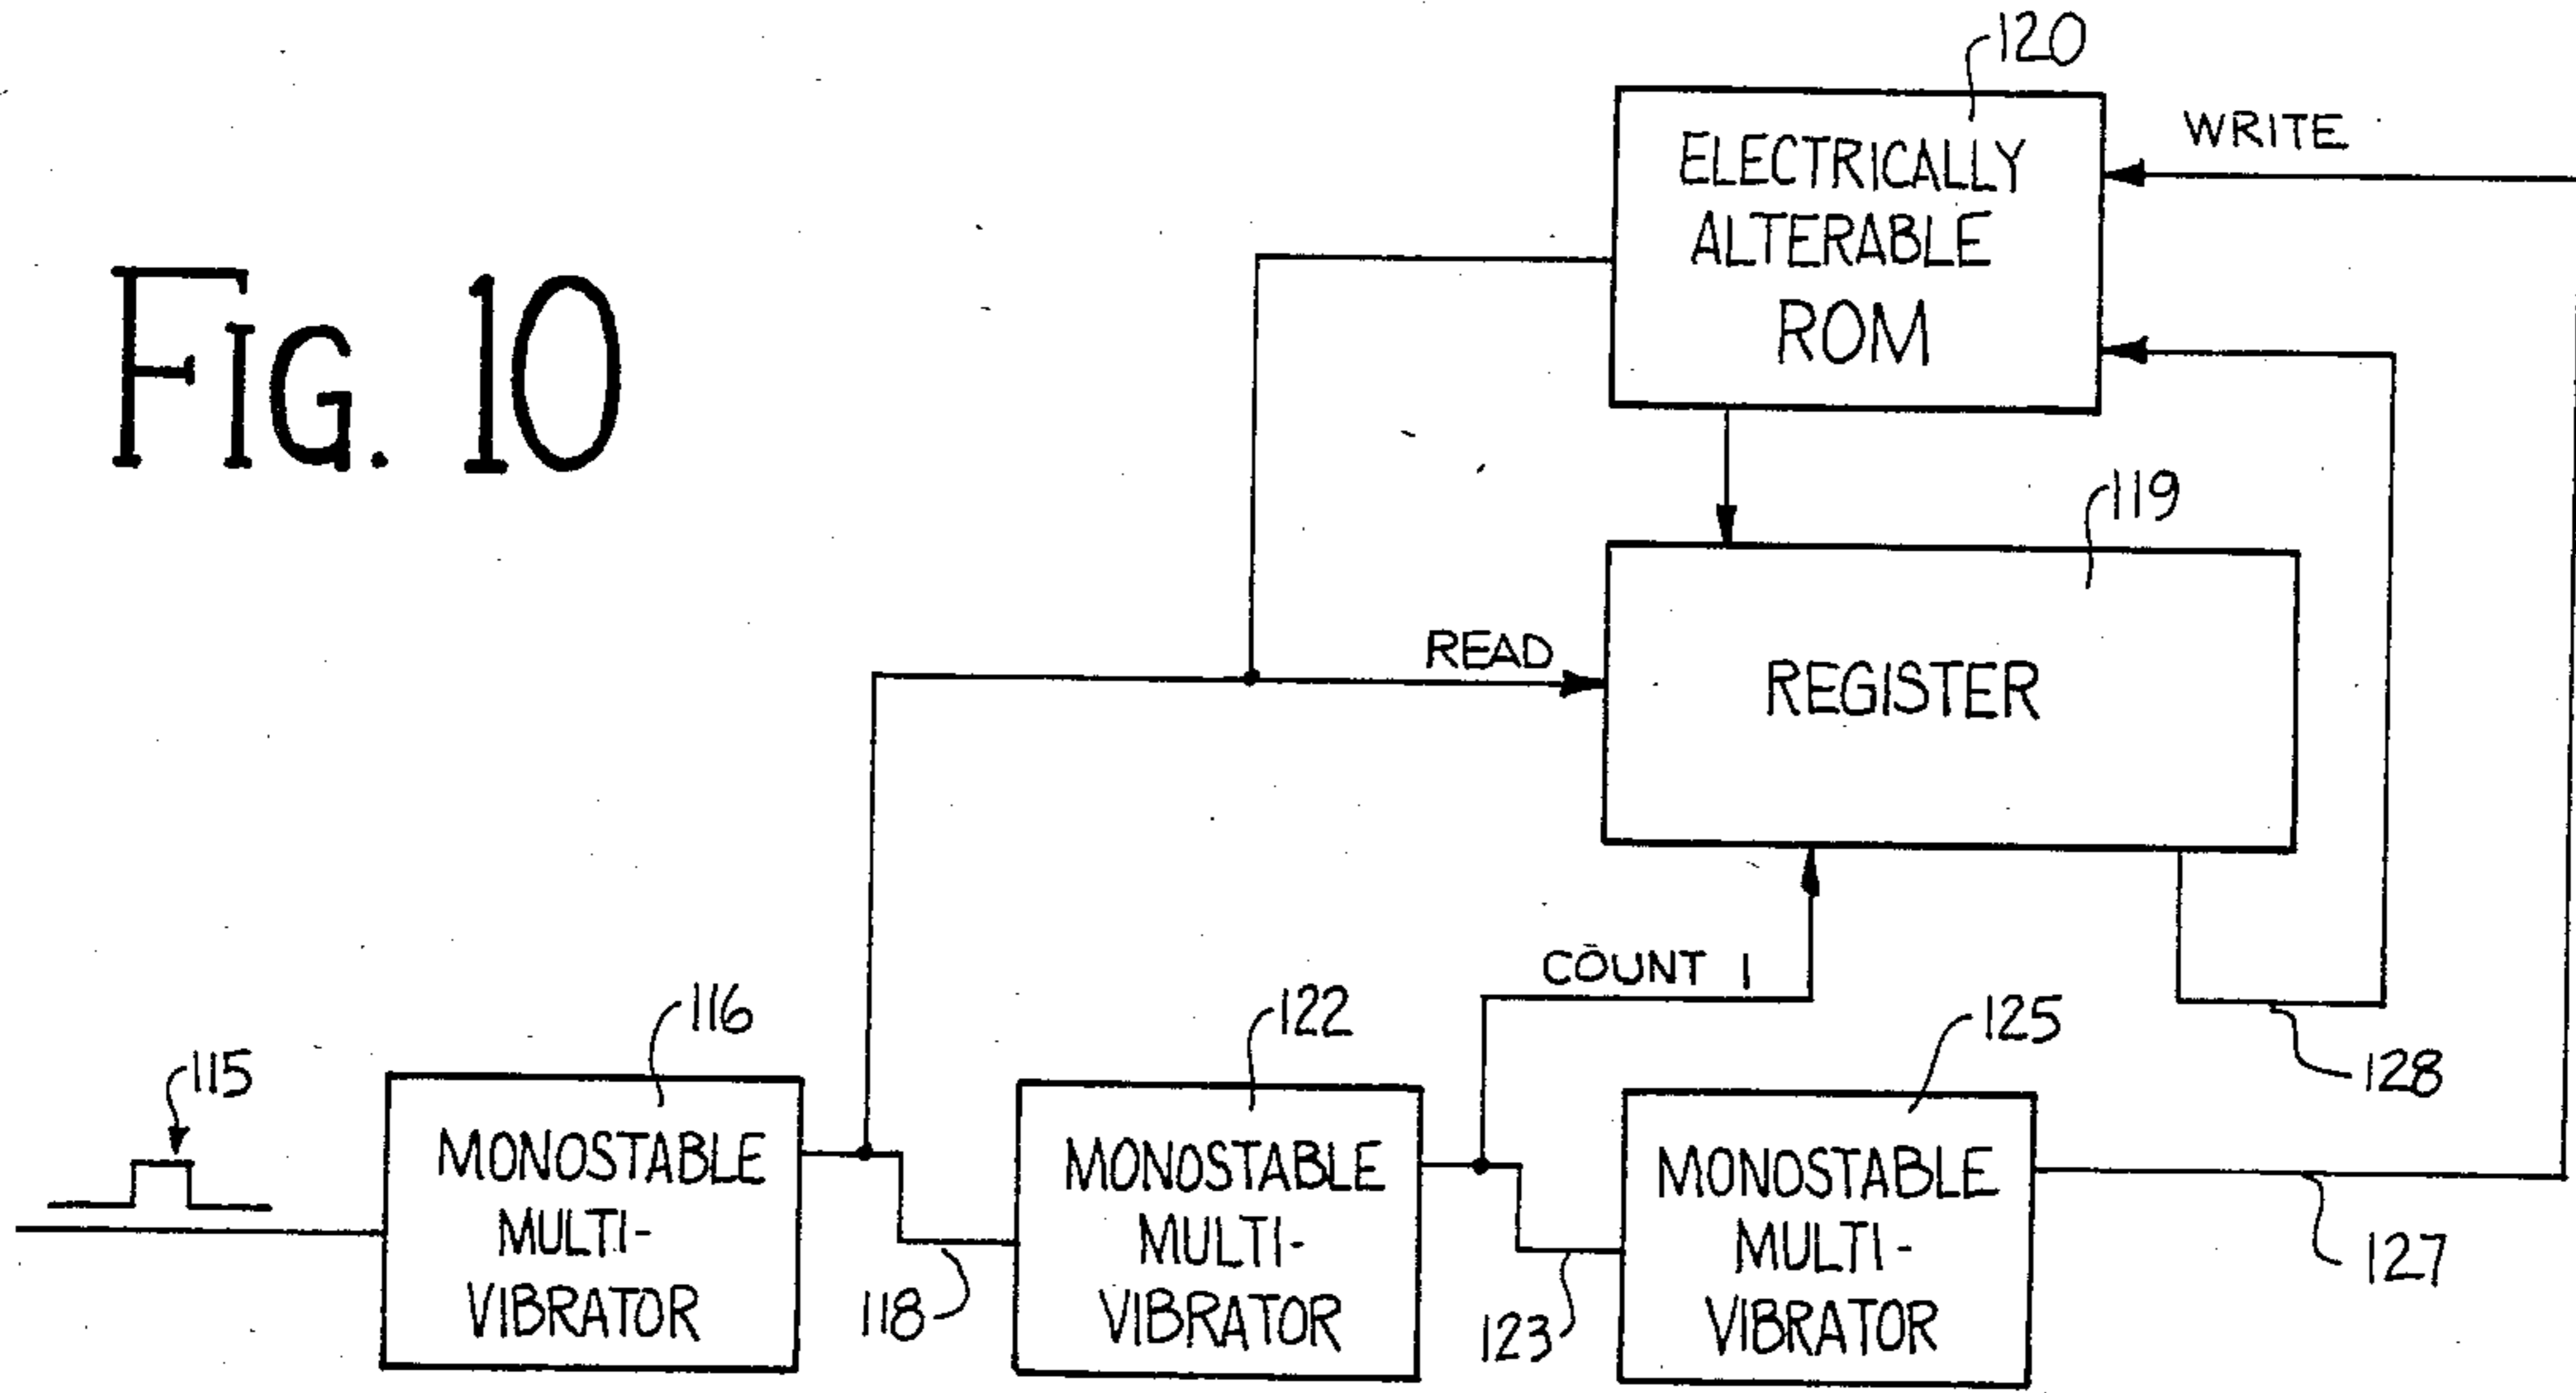 FIG. 10
120
ELECTRICALLY
ALTERABLE
ROM
WRITE
119
READ
REGISTER
COUNT 1
115
116
MONOSTABLE
MULTI-
VIBRATOR
118
122
MONOSTABLE
MULTI-
VIBRATOR
123
125
MONOSTABLE
MULTI-
VIBRATOR
128
127